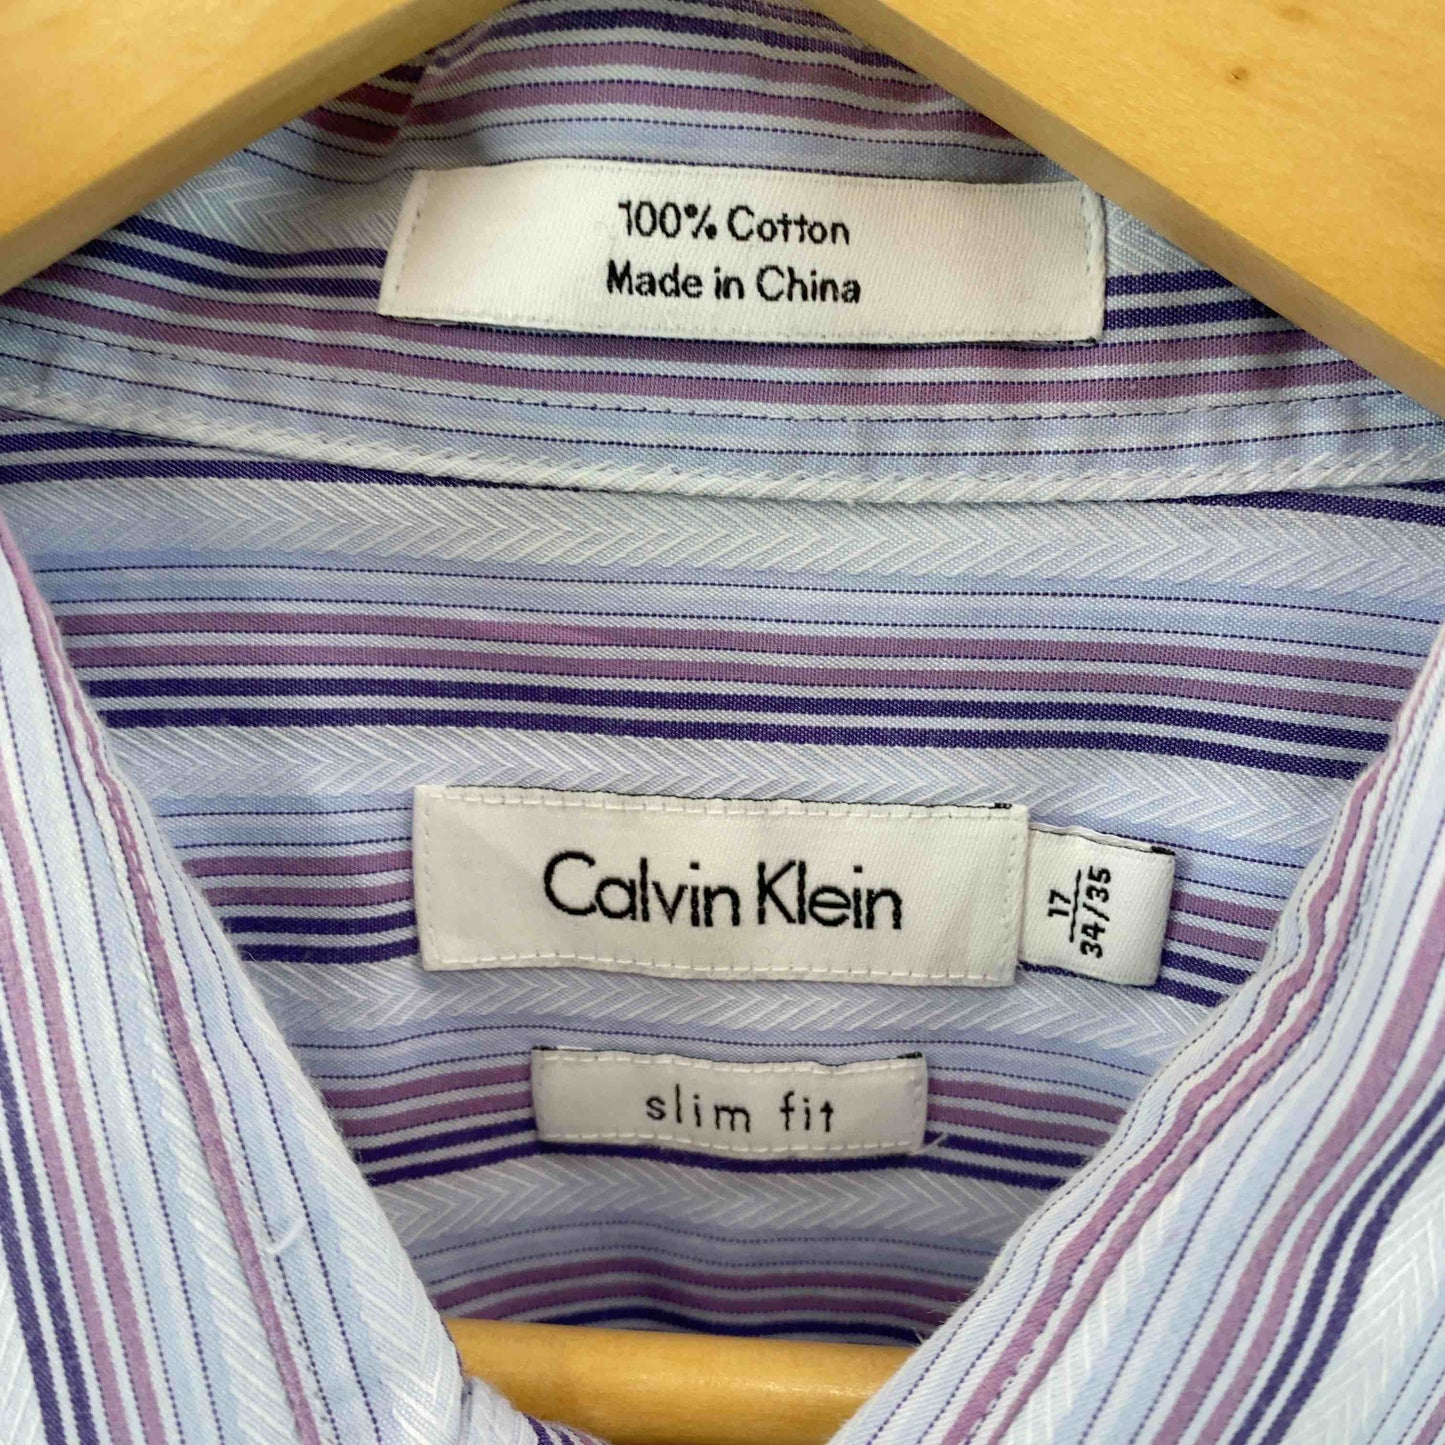 100% Cotton
Made in China
Calvin Klein
17
34/35
slim fit